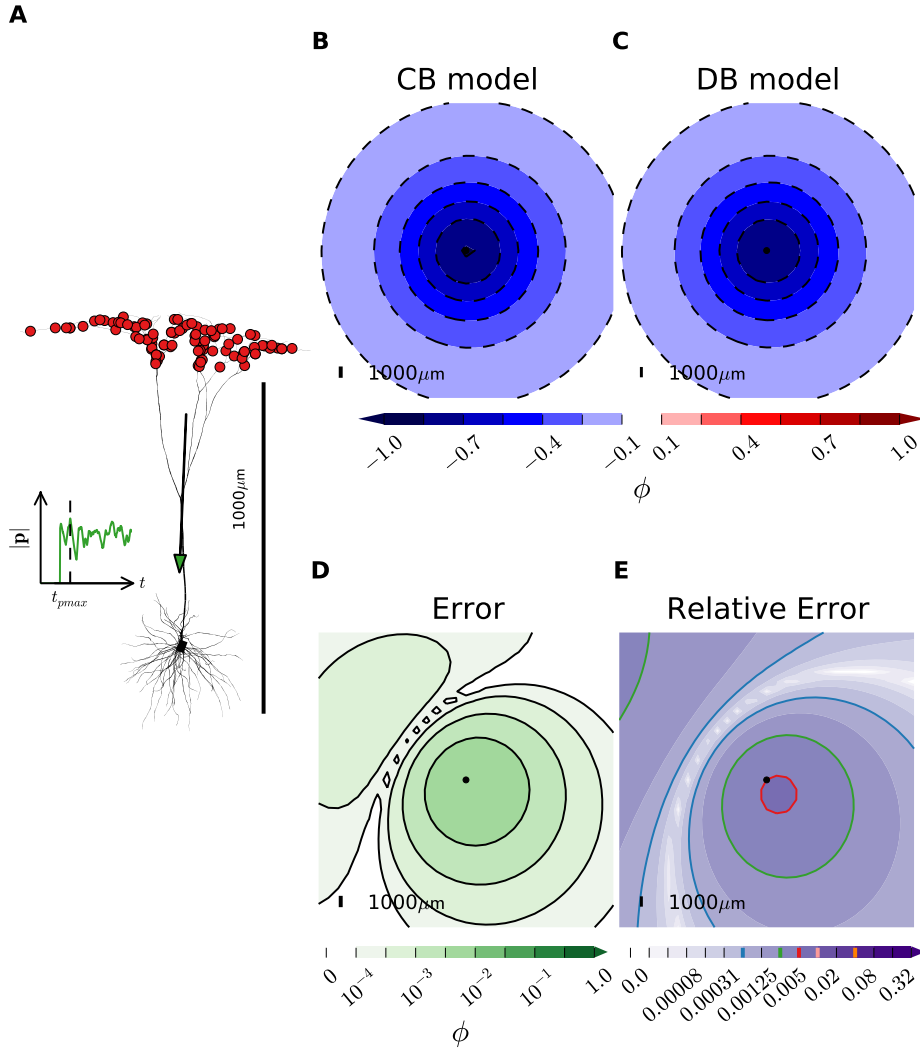 A
B
C
CB model
DB model
1000μm
1000μm
−1.0
−0.7
−0.4
−0.1
0.1
0.4
0.7
1.0
ϕ
1000μm
|p|
t
t_{pmax}
D
E
Error
Relative Error
1000μm
1000μm
0
10^{-4}
10^{-3}
10^{-2}
10^{-1}
1.0
ϕ
0.0
0.00008
0.00031
0.00125
0.005
0.02
0.08
0.32